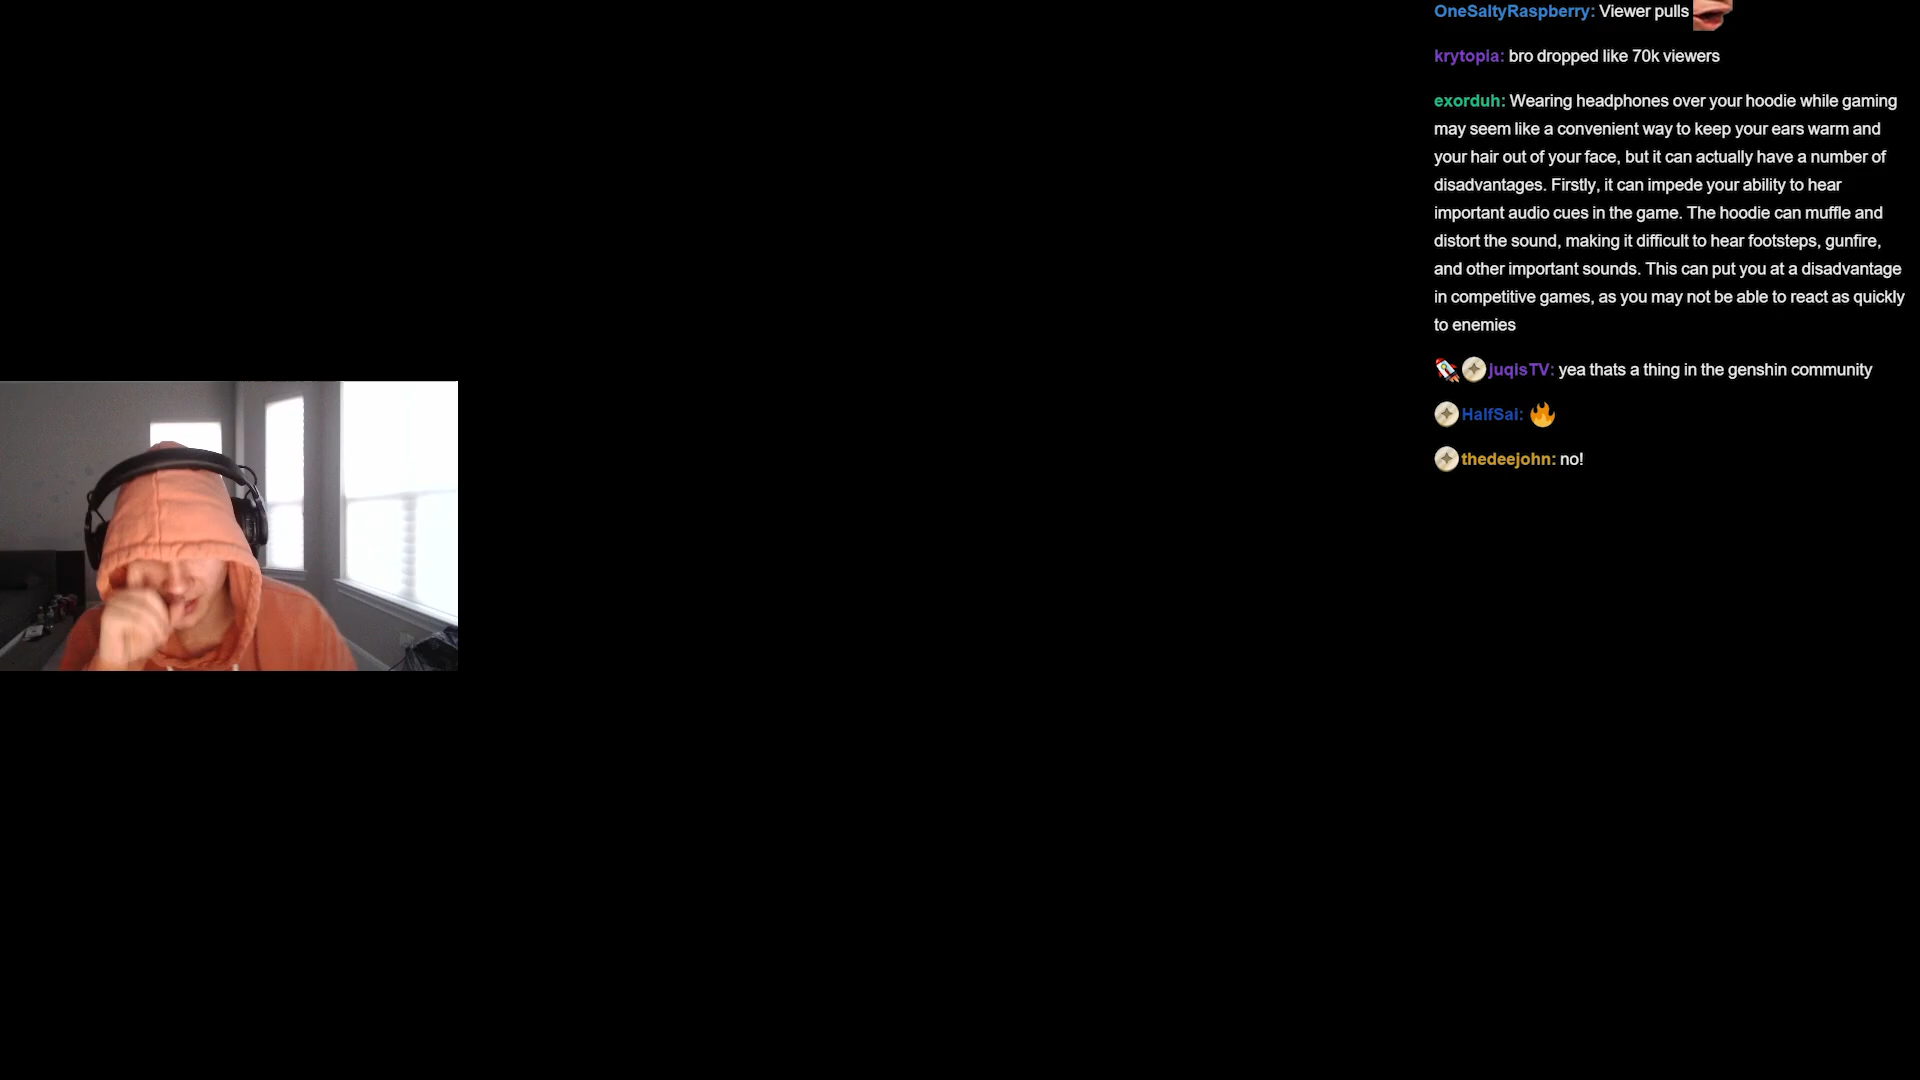 OneSaltyRaspberry: Viewer pulls
krytopia: bro dropped like 70k viewers
exorduh: Wearing headphones over your hoodie while gaming
may seem like a convenient way to keep your ears warm and
your hair out of your face, but it can actually have a number of
disadvantages. Firstly, it can impede your ability to hear
important audio cues in the game. The hoodie can muffle and
distort the sound, making it difficult to hear footsteps, gunfire,
and other important sounds. This can put you at a disadvantage
in competitive games, as you may not be able to react as quickly
to enemies
juqisTV: yea thats a thing in the genshin community
HalfSai:
thedeejohn: no!